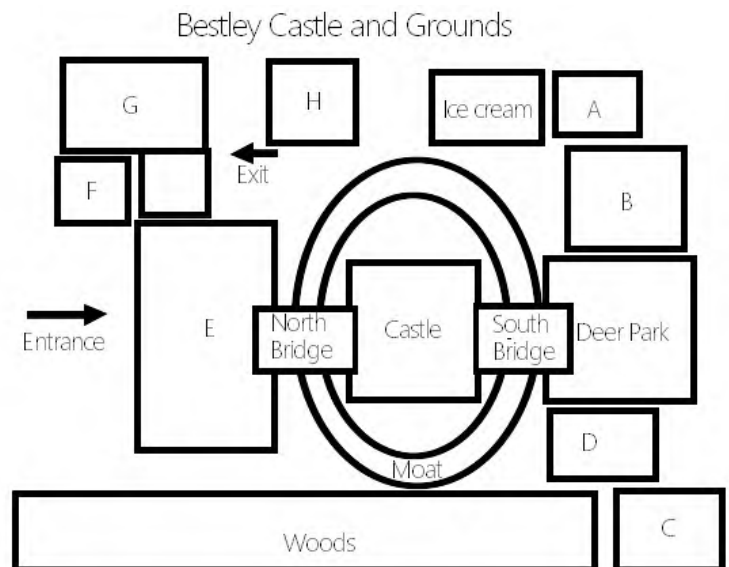 Bestley Castle and Grounds
G
H
Ice cream
A
Exit
F
B
Entrance
E
North
Bridge
Castle
South
Bridge
Deer Park
D
Moat
C
Woods